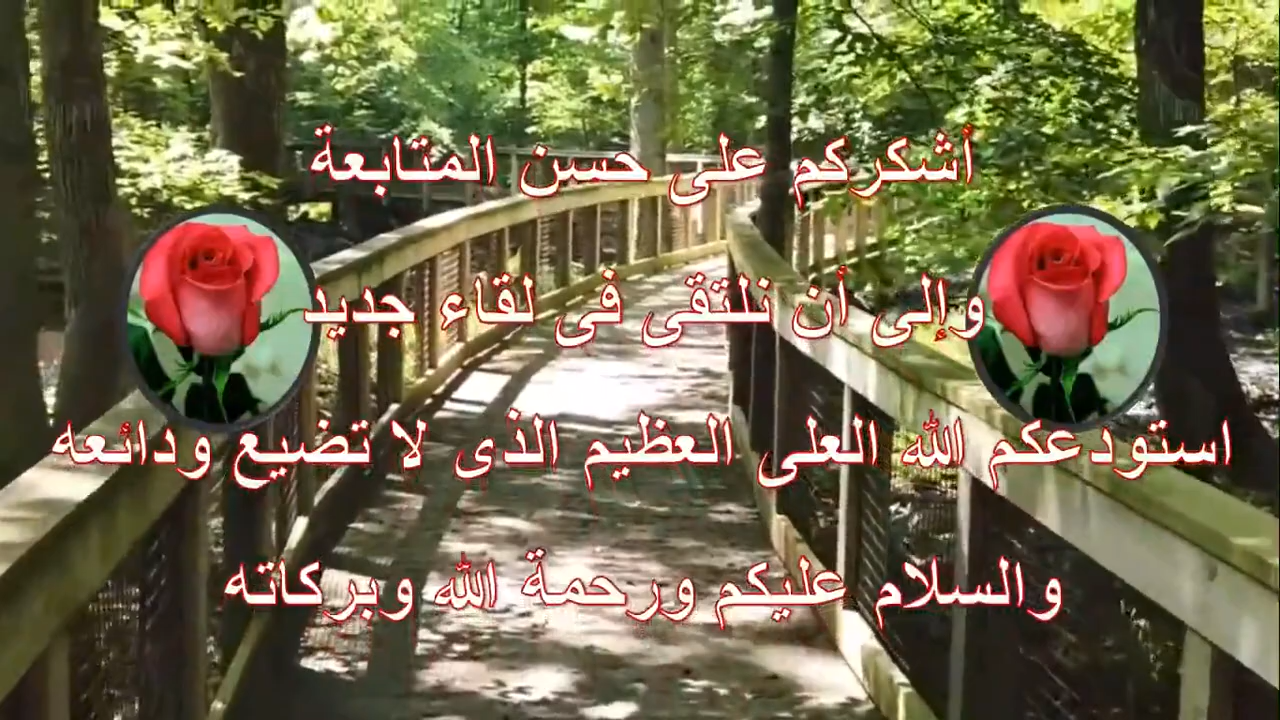 أشكركم على حسن المتابعة
وإلى أن نلتقى فى لقاء جديد
استودعكم الله العلى العظيم الذى لا تضيع ودائعه
والسلام عليكم ورحمة الله وبركاته